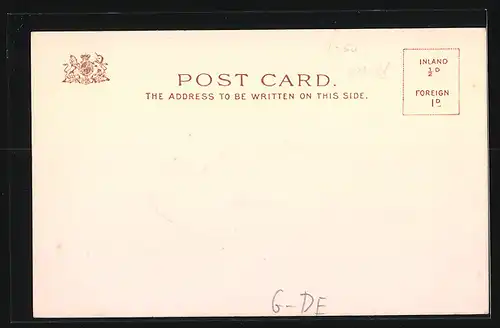 POST CARD.
THE ADDRESS TO BE WRITTEN ON THIS SIDE.
INLAND
½D
FOREIGN
1D
G-DE